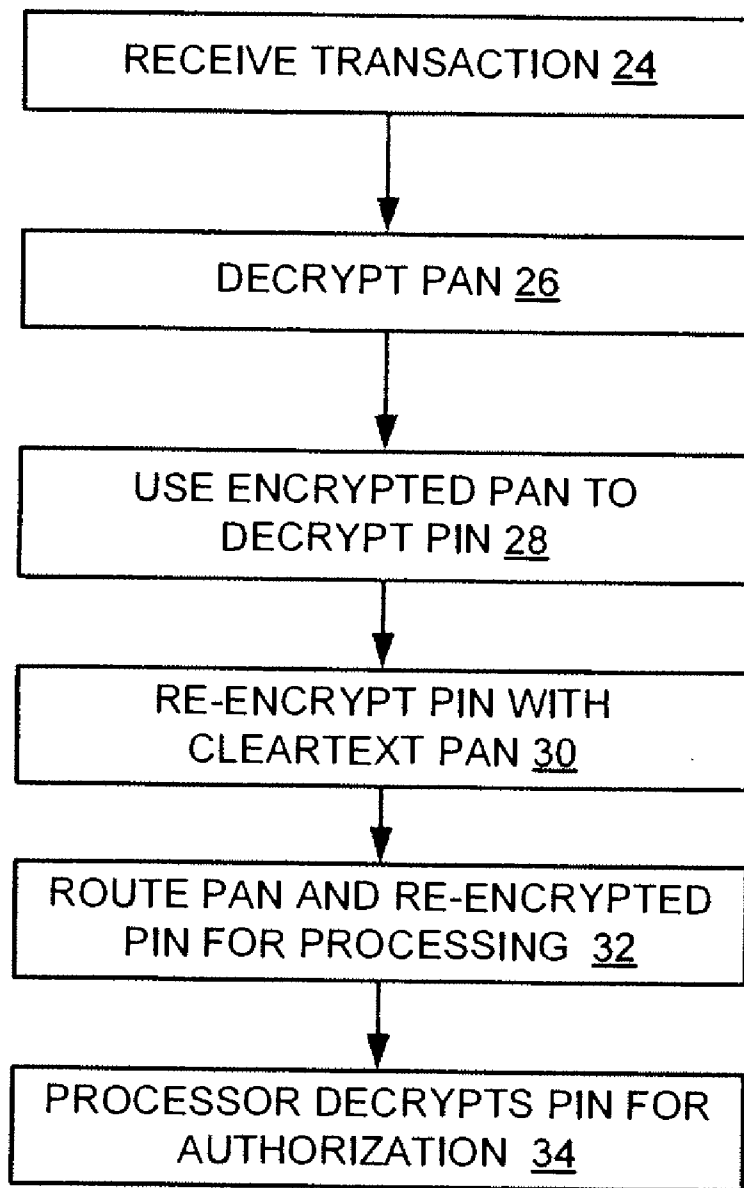 RECEIVE TRANSACTION 24
DECRYPT PAN 26
USE ENCRYPTED PAN TO
DECRYPT PIN 28
RE-ENCRYPT PIN WITH
CLEARTEXT PAN 30
ROUTE PAN AND RE-ENCRYPTED
PIN FOR PROCESSING 32
PROCESSOR DECRYPTS PIN FOR
AUTHORIZATION 34